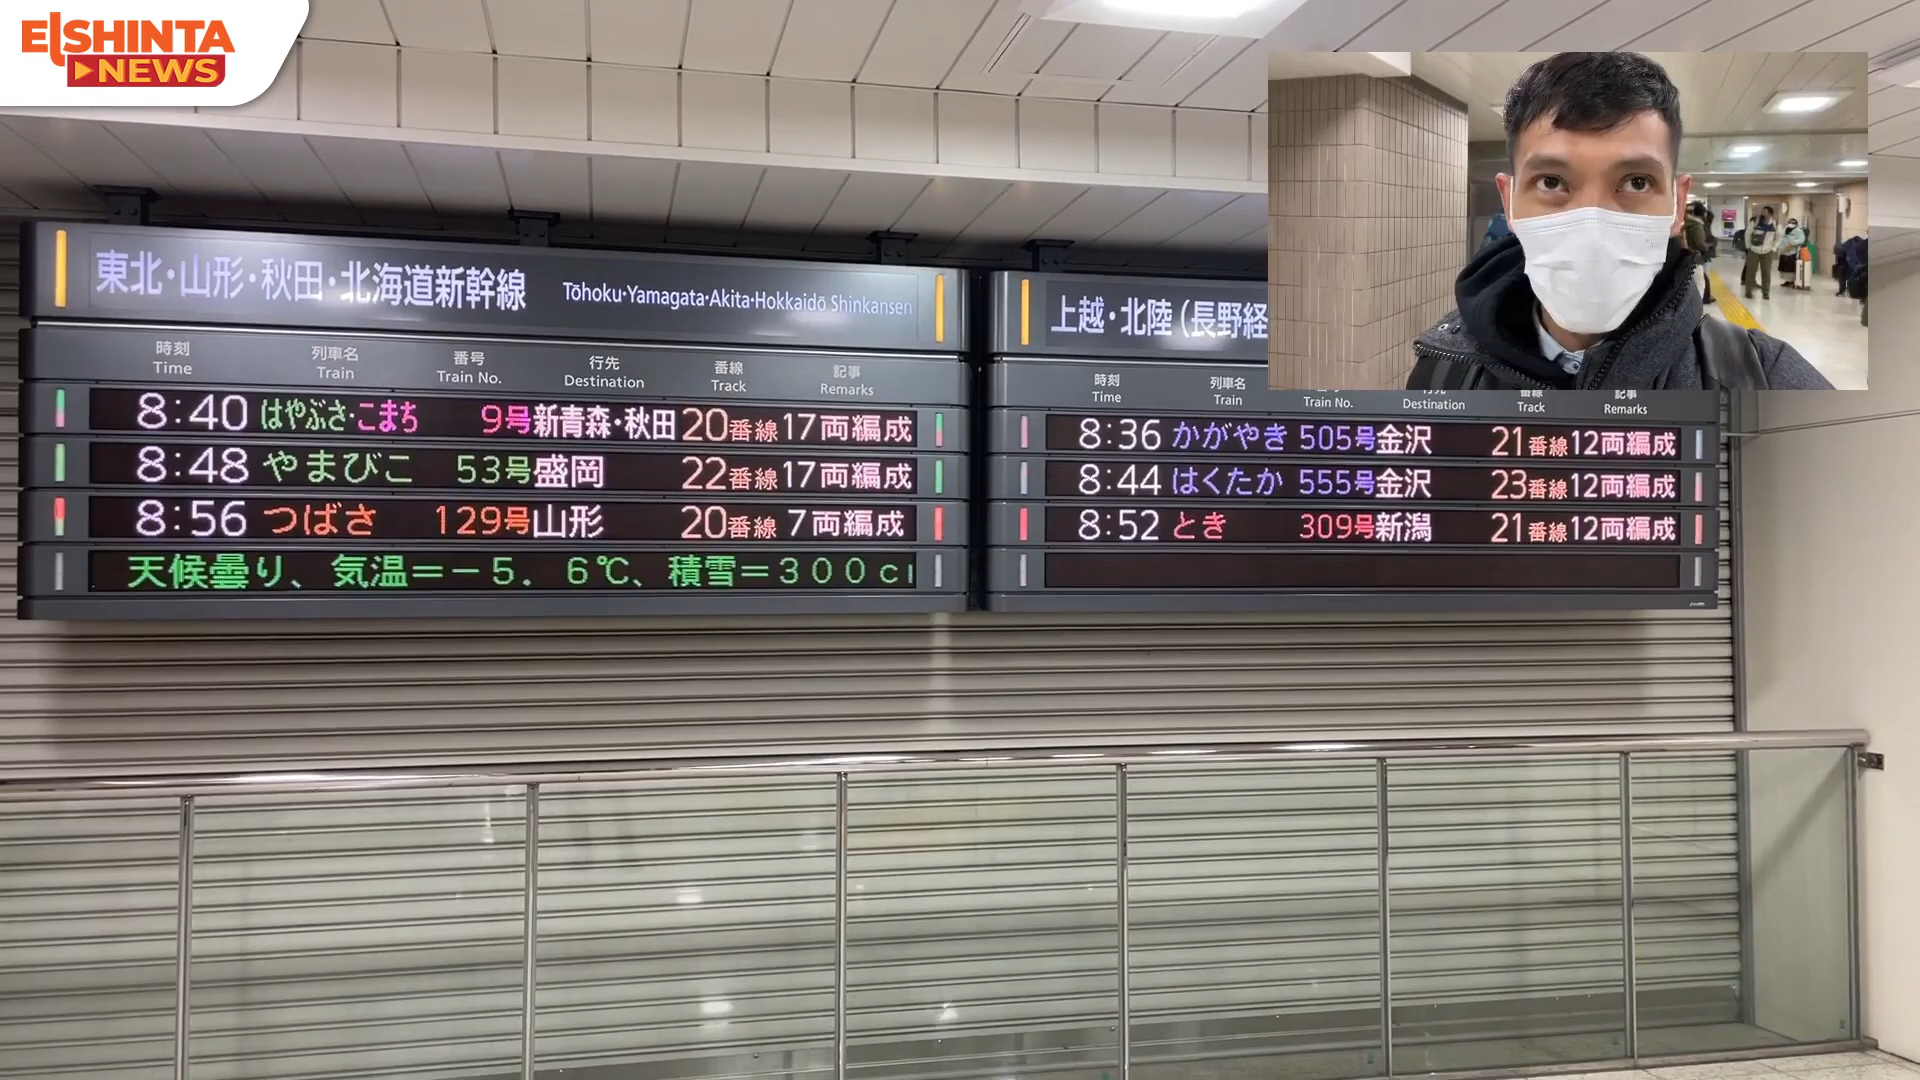 ElSHINTA
NEWS
東北・山形・秋田・北海道新幹線 Tōhoku・Yamagata・Akita・Hokkaidō Shinkansen
時刻 列車名 番号 行先 番線 記事
Time Train Train No. Destination Track Remarks
8:40 はやぶさ・こまち 9号 新青森・秋田 20番線 17両編成
8:48 やまびこ 53号 盛岡 22番線 17両編成
8:56 つばさ 129号 山形 20番線 7両編成
天候曇り、気温=-5.6℃、積雪=300c
上越・北陸(長野経
時刻 列車名
Time Train Train No. Destination Track Remarks
8:36 かがやき 505号 金沢 21番線 12両編成
8:44 はくたか 555号 金沢 23番線 12両編成
8:52 とき 309号 新潟 21番線 12両編成